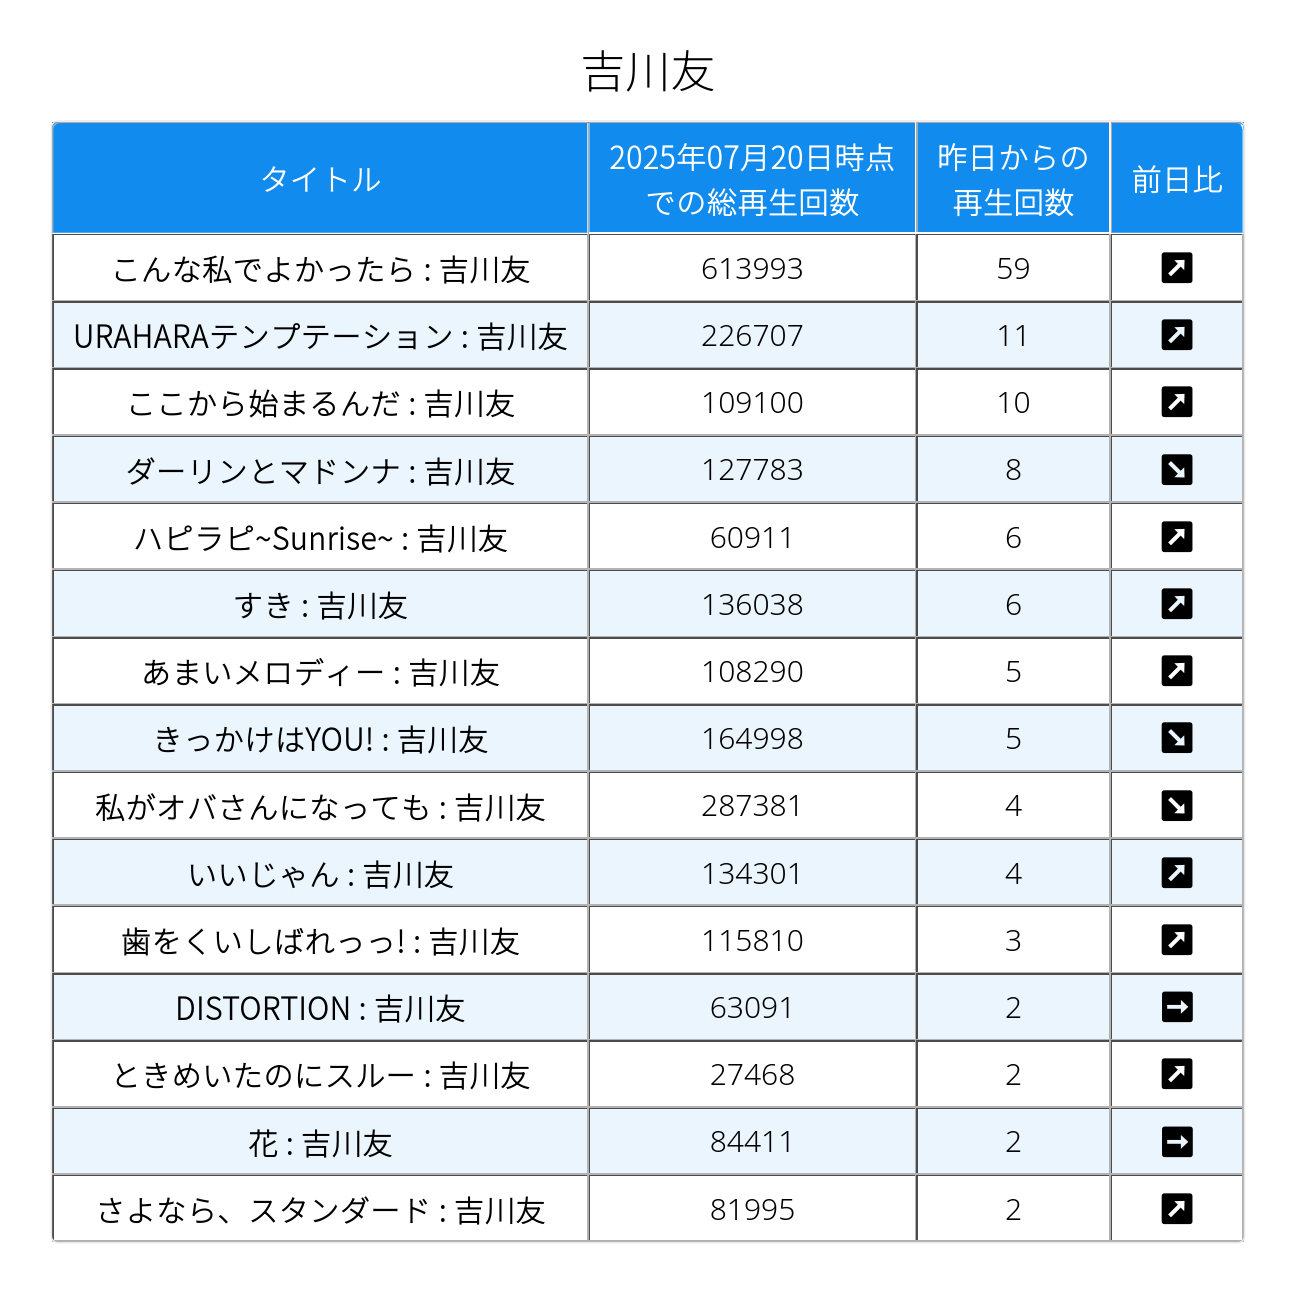 吉川友
タイトル
2025年07月20日時点
での総再生回数
昨日からの
再生回数
前日比
こんな私でよかったら : 吉川友 613993 59 ↗
URAHARAテンプテーション : 吉川友 226707 11 ↗
ここから始まるんだ : 吉川友 109100 10 ↗
ダーリンとマドンナ : 吉川友 127783 8 ↘
ハピラピ~Sunrise~ : 吉川友 60911 6 ↗
すき : 吉川友 136038 6 ↗
あまいメロディー : 吉川友 108290 5 ↗
きっかけはYOU! : 吉川友 164998 5 ↘
私がオバさんになっても : 吉川友 287381 4 ↘
いいじゃん : 吉川友 134301 4 ↗
歯をくいしばれっっ! : 吉川友 115810 3 ↗
DISTORTION : 吉川友 63091 2 →
ときめいたのにスルー : 吉川友 27468 2 ↗
花 : 吉川友 84411 2 →
さよなら、スタンダード : 吉川友 81995 2 ↗